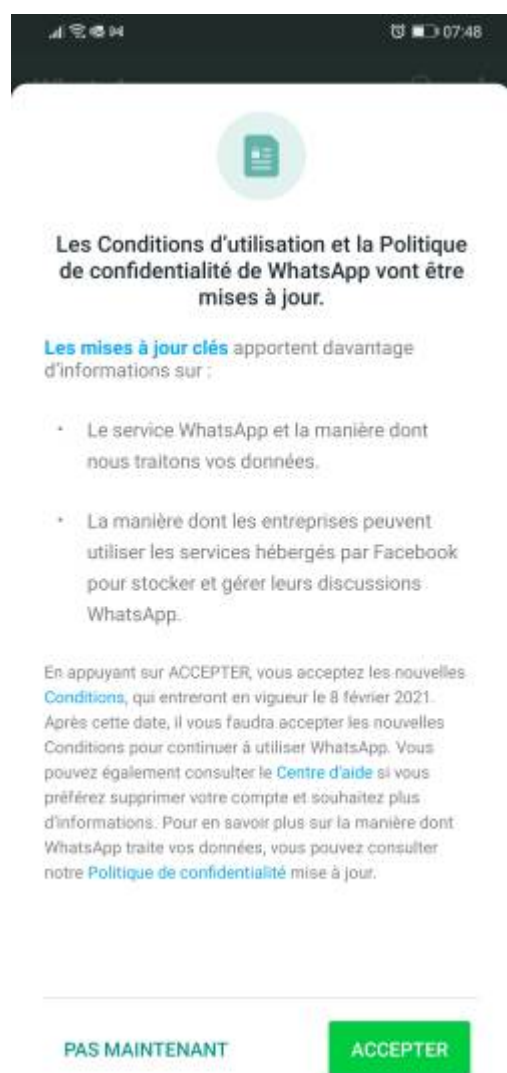 07:48
Les Conditions d'utilisation et la Politique
de confidentialité de WhatsApp vont être
mises à jour.
Les mises à jour clés apportent davantage
d'informations sur :
· Le service WhatsApp et la manière dont
nous traitons vos données.
· La manière dont les entreprises peuvent
utiliser les services hébergés par Facebook
pour stocker et gérer leurs discussions
WhatsApp.
En appuyant sur ACCEPTER, vous acceptez les nouvelles
Conditions, qui entreront en vigueur le 8 février 2021.
Après cette date, il vous faudra accepter les nouvelles
Conditions pour continuer à utiliser WhatsApp. Vous
pouvez également consulter le Centre d'aide si vous
préférez supprimer votre compte et souhaitez plus
d'informations. Pour en savoir plus sur la manière dont
WhatsApp traite vos données, vous pouvez consulter
notre Politique de confidentialité mise à jour.
PAS MAINTENANT ACCEPTER